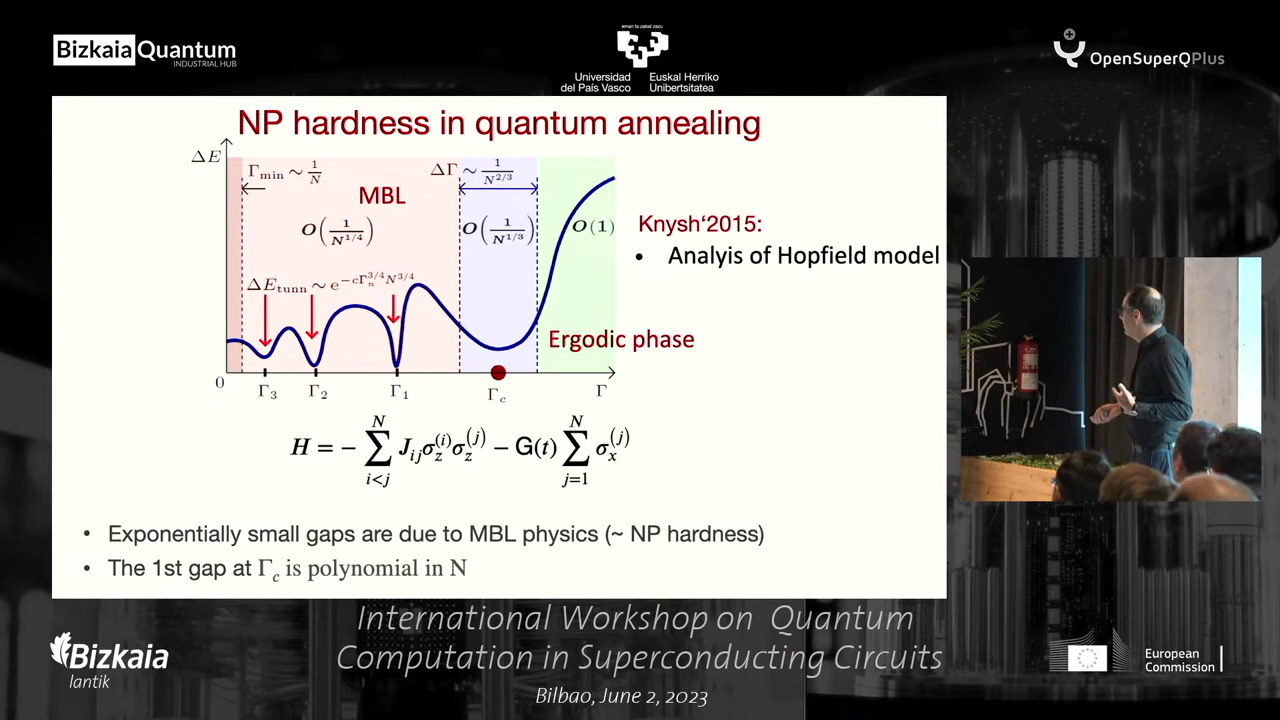 Bizkaia Quantum
INDUSTRIAL HUB
eman ta zabal zazu
Universidad del País Vasco
Euskal Herriko Unibertsitatea
OpenSuperQPlus
NP hardness in quantum annealing
ΔE
Γmin ~ 1/N
MBL
ΔΓ ~ 1/N^{2/3}
O(1/N^{1/4})
O(1/N^{1/3})
O(1)
ΔE_tunn ~ e^{-cΓ_n^{3/4} N^{3/4}}
Ergodic phase
0
Γ₃
Γ₂
Γ₁
Γ_c
Γ
Knysh‘2015:
• Analyis of Hopfield model
H = − ∑_{i<j}^{N} J_{ij}σ_z^{(i)}σ_z^{(j)} − G(t) ∑_{j=1}^{N} σ_x^{(j)}
• Exponentially small gaps are due to MBL physics (~ NP hardness)
• The 1st gap at Γ_c is polynomial in N
International Workshop on Quantum
Computation in Superconducting Circuits
Bilbao, June 2, 2023
Bizkaia
lantik
European
Commission